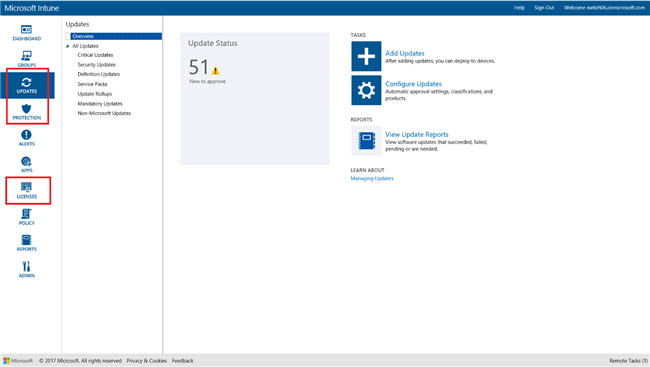 Microsoft Intune
Help
Sign Out
Welcome switch0l.onmicrosoft.com
DASHBOARD
GROUPS
UPDATES
PROTECTION
ALERTS
APPS
LICENSES
POLICY
REPORTS
ADMIN
Updates
Overview
All Updates
Critical Updates
Security Updates
Definition Updates
Service Packs
Update Rollups
Mandatory Updates
Non-Microsoft Updates
Update Status
51
New to approve
TASKS
Add Updates
After adding updates, you can deploy to devices.
Configure Updates
Automatic approval settings, classifications, and
products.
REPORTS
View Update Reports
View software updates that succeeded, failed,
pending or are needed.
LEARN ABOUT
Managing Updates
Microsoft
© 2017 Microsoft. All rights reserved
Privacy & Cookies
Feedback
Remote Tasks (1)